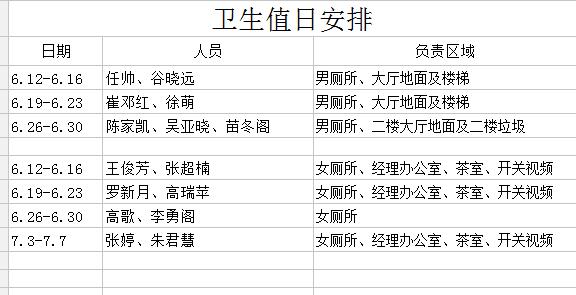 卫生值日安排
日期 人员 负责区域
6.12-6.16 任帅、谷晓远 男厕所、大厅地面及楼梯
6.19-6.23 崔邓红、徐萌 男厕所、大厅地面及楼梯
6.26-6.30 陈家凯、吴亚晓、苗冬阁 男厕所、二楼大厅地面及二楼垃圾
6.12-6.16 王俊芳、张超楠 女厕所、经理办公室、茶室、开关视频
6.19-6.23 罗新月、高瑞苹 女厕所、经理办公室、茶室、开关视频
6.26-6.30 高歌、李勇阁 女厕所
7.3-7.7 张婷、朱君慧 女厕所、经理办公室、茶室、开关视频